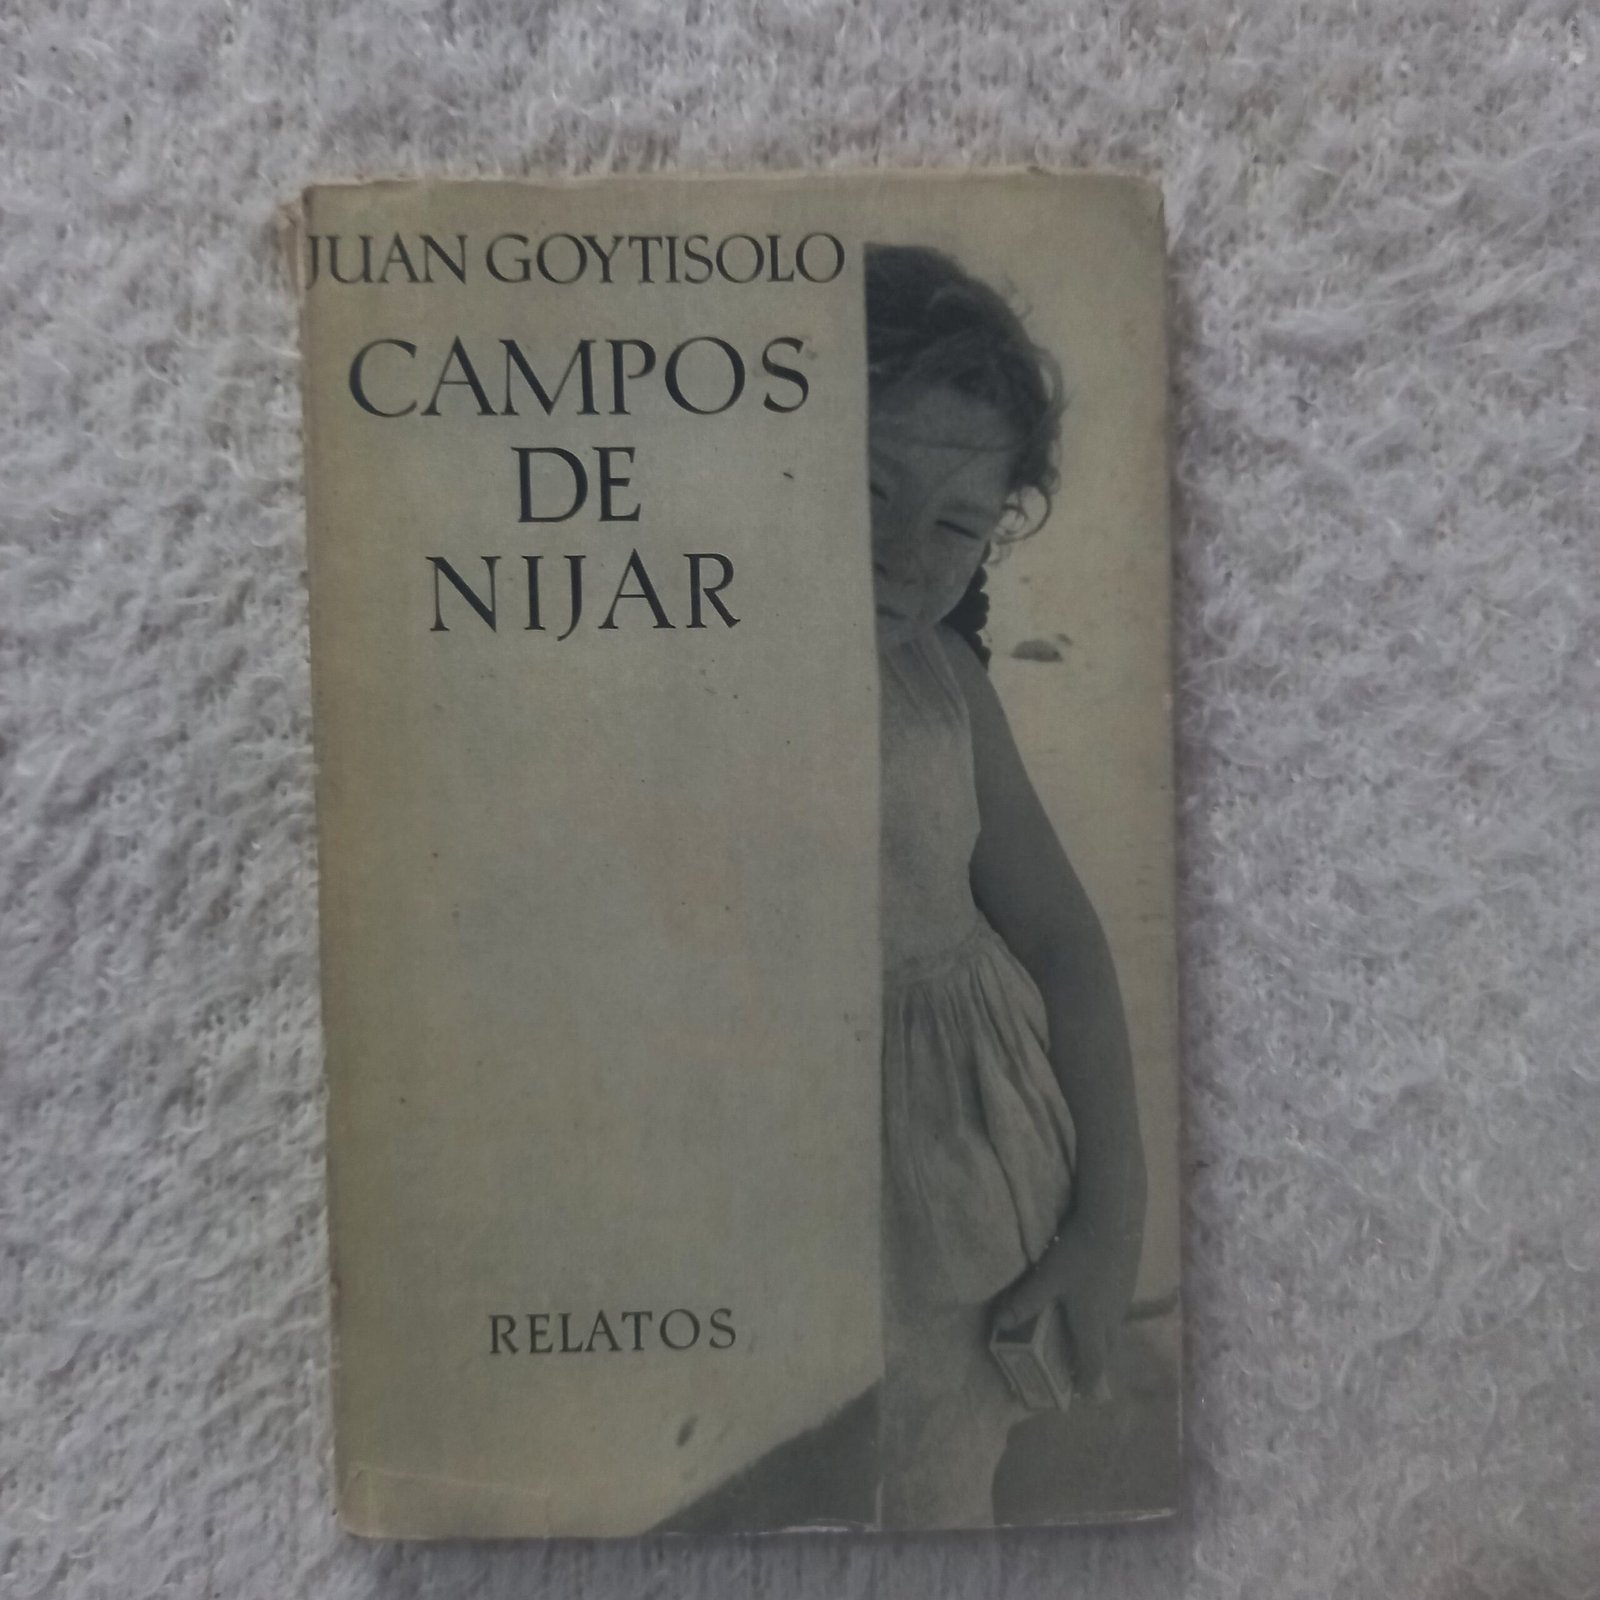 JUAN GOYTISOLO
CAMPOS
DE
NIJAR
RELATOS